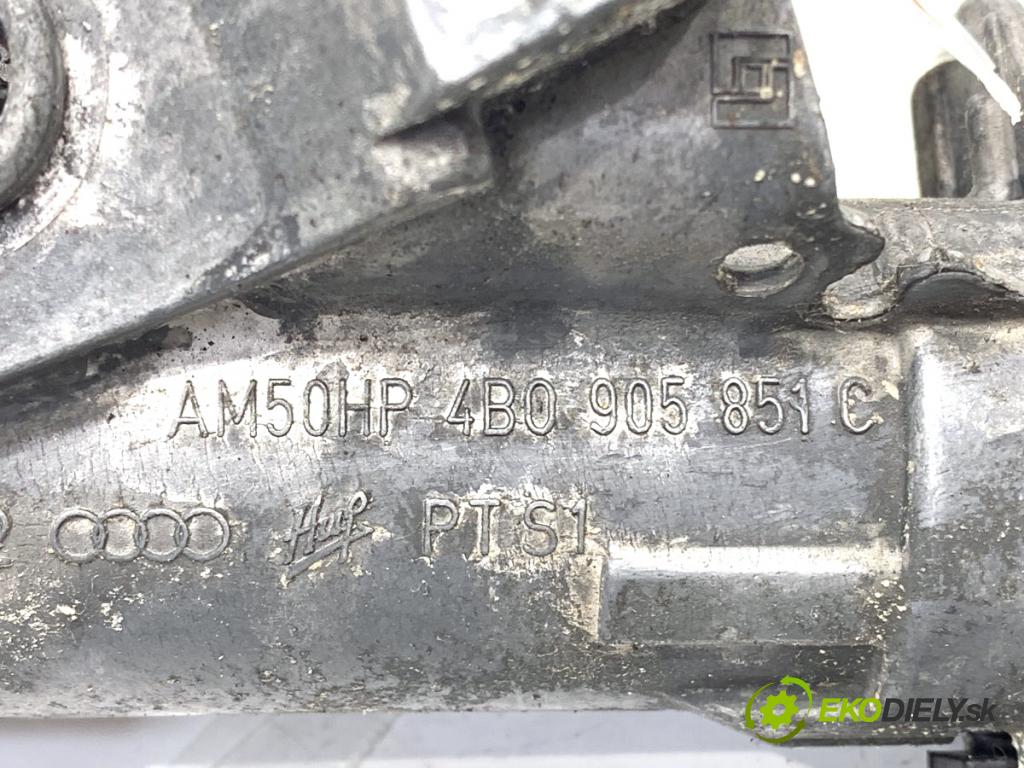 AM50HP 4B0 905 851 C
Huf PT S1
EKODIELY.sk